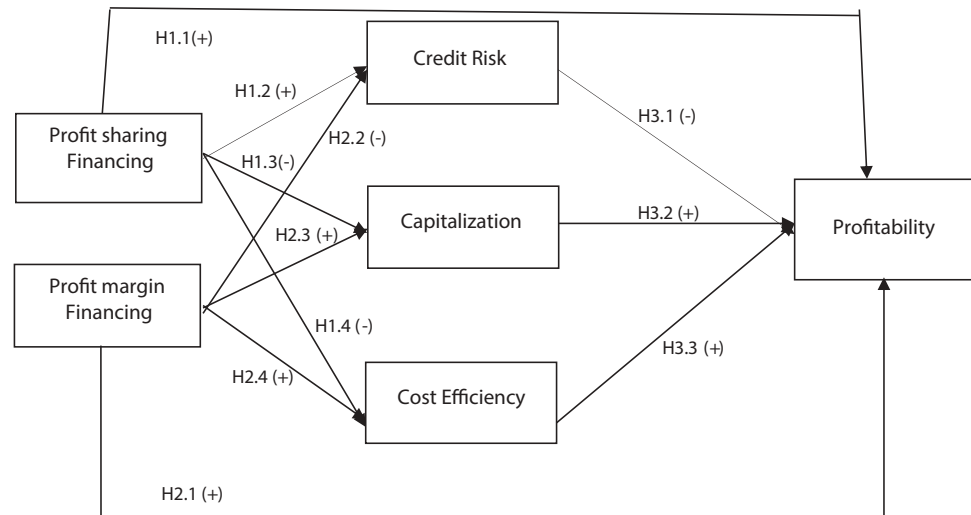 H1.1(+)
Credit Risk
H1.2 (+)
H3.1 (-)
Profit sharing
Financing
H2.2 (-)
H1.3(-)
Capitalization
H3.2 (+)
Profitability
H2.3 (+)
Profit margin
Financing
H1.4 (-)
H3.3 (+)
H2.4 (+)
Cost Efficiency
H2.1 (+)